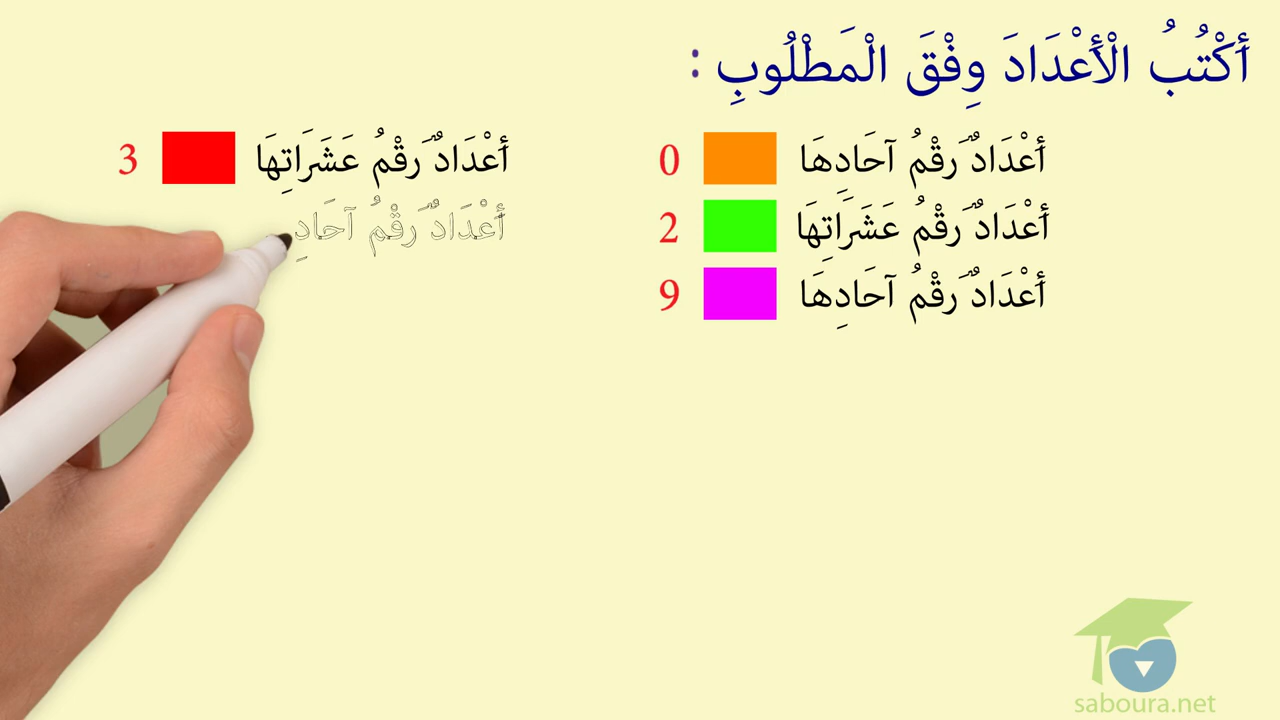 أَكْتُبُ الْأَعْدَادَ وِفْقَ الْمَطْلُوبِ :
أَعْدَادٌ رَقْمُ آحَادِهَا 0
أَعْدَادٌ رَقْمُ عَشَرَاتِهَا 2
أَعْدَادٌ رَقْمُ آحَادِهَا 9
أَعْدَادٌ رَقْمُ عَشَرَاتِهَا 3
أَعْدَادٌ رَقْمُ آحَادِ
saboura.net